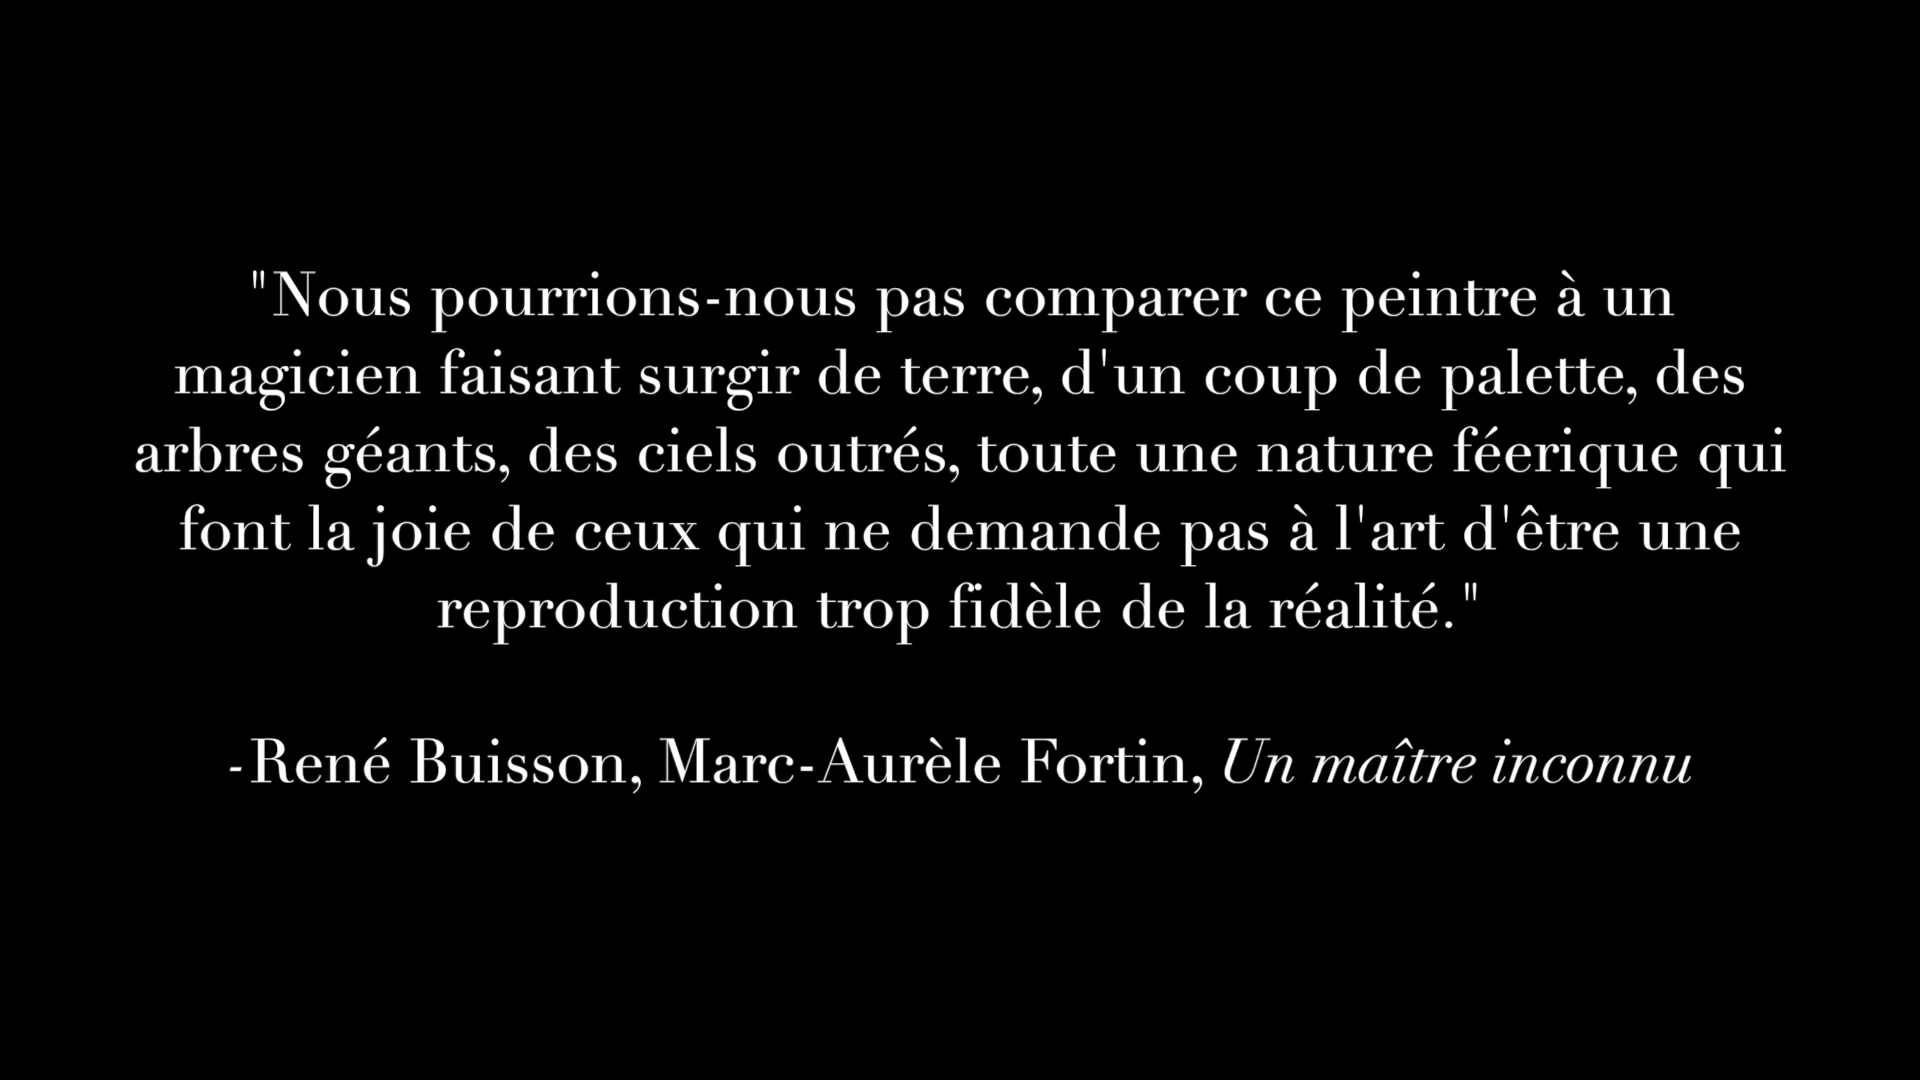 "Nous pourrions-nous pas comparer ce peintre à un
magicien faisant surgir de terre, d'un coup de palette, des
arbres géants, des ciels outrés, toute une nature féerique qui
font la joie de ceux qui ne demande pas à l'art d'être une
reproduction trop fidèle de la réalité."
-René Buisson, Marc-Aurèle Fortin, Un maître inconnu